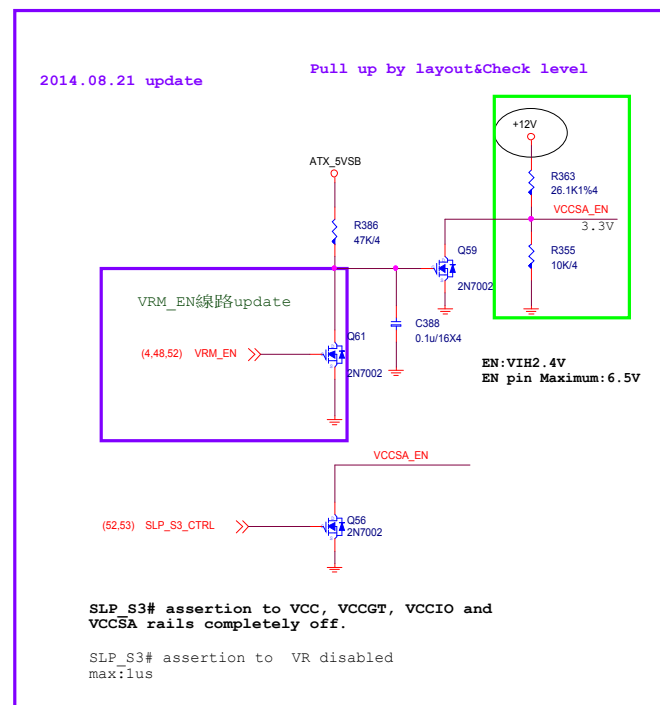 2014.08.21 update
Pull up by layout&Check level
+12V
ATX_5VSB
R363
26.1K1%4
VCCSA_EN
3.3V
R386
47K/4
Q59
2N7002
R355
10K/4
VRM_EN線路update
C388
0.1u/16X4
Q61
(4,48,52) VRM_EN
2N7002
EN:VIH2.4V
EN pin Maximum:6.5V
VCCSA_EN
Q56
2N7002
(52,53) SLP_S3_CTRL
SLP_S3# assertion to VCC, VCCGT, VCCIO and
VCCSA rails completely off.
SLP_S3# assertion to VR disabled
max:1us